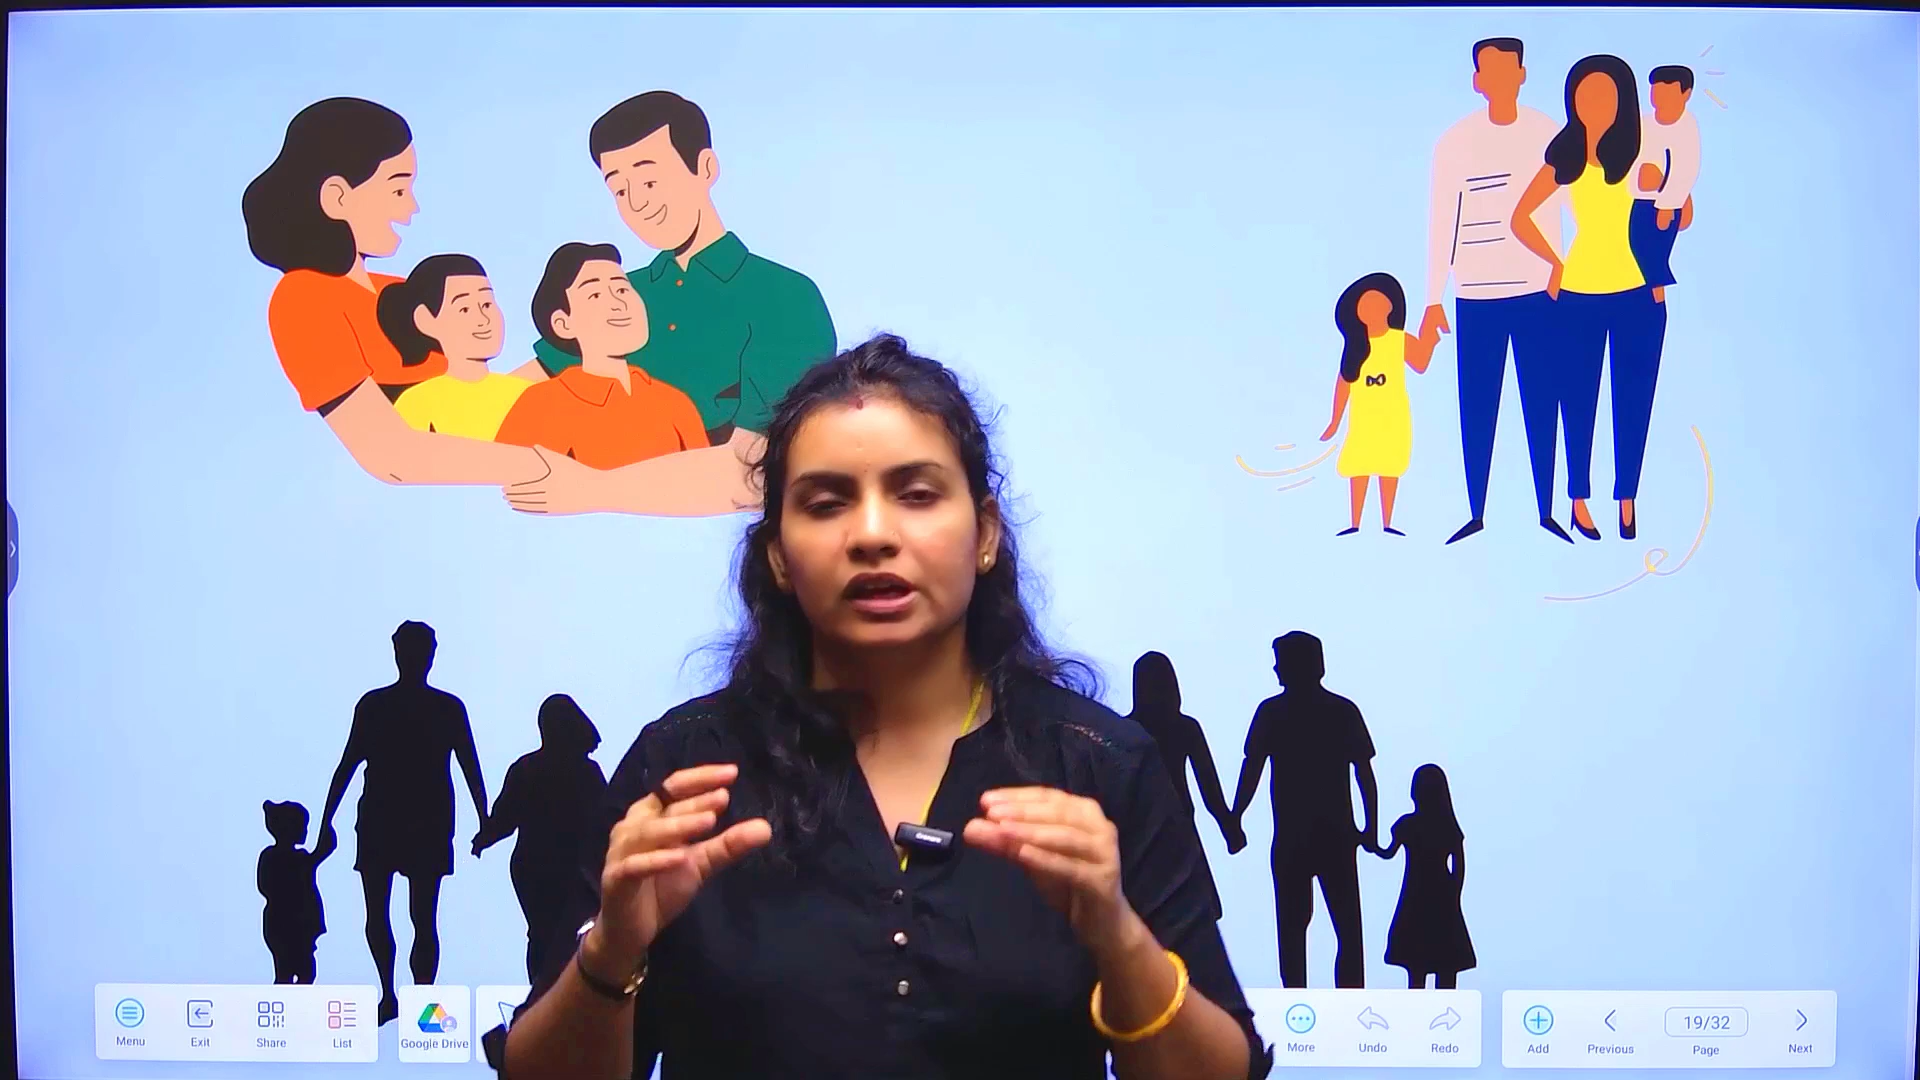 Menu
Exit
Share
List
Google Drive
More
Undo
Redo
Add
Previous
19/32
Page
Next